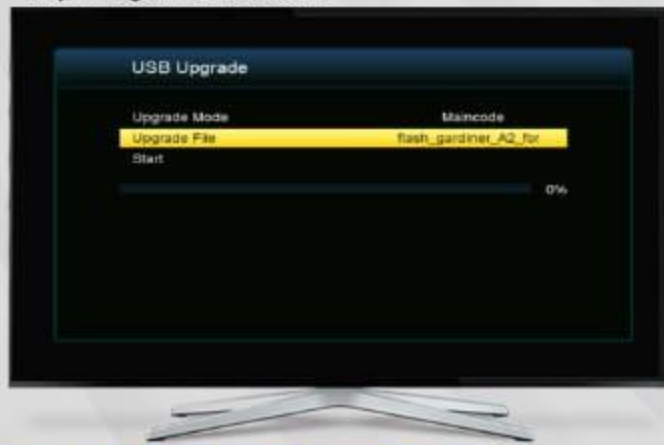 USB Upgrade
Upgrade Mode Maincode
Upgrade File flash_gardiner_A2_for
Start
0%